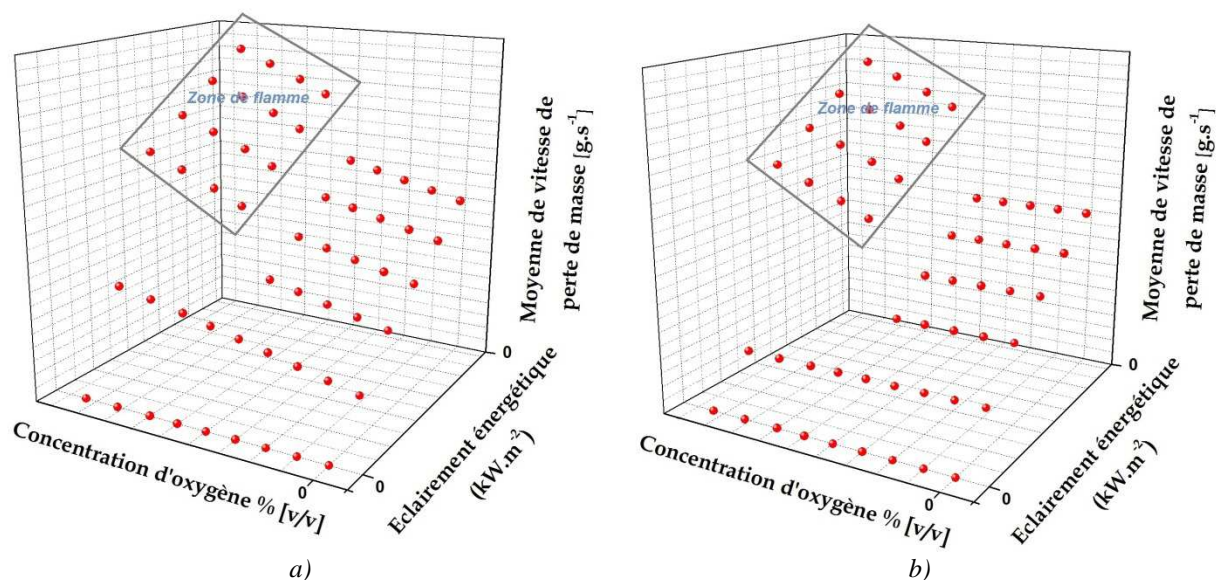 Zone de flamme
Moyenne de vitesse de
perte de masse [g.s⁻¹]
0
Eclairement énergétique
(kW.m⁻²)
0
Concentration d'oxygène % [v/v]
0
a)
Zone de flamme
Moyenne de vitesse de
perte de masse [g.s⁻¹]
0
Eclairement énergétique
(kW.m⁻²)
0
Concentration d'oxygène % [v/v]
0
b)